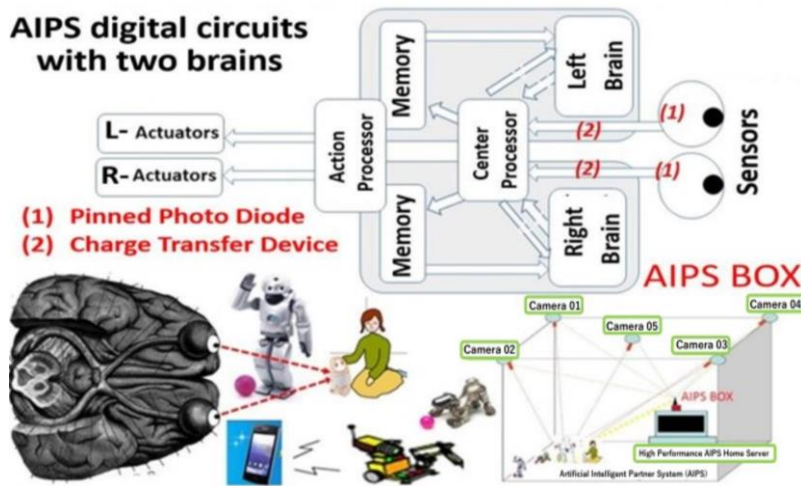 AIPS digital circuits
with two brains
Memory
Left
Brain
L- Actuators
R- Actuators
Action
Processor
Center
Processor
(1)
(2)
(2)
(1)
Sensors
Memory
Right
Brain
(1) Pinned Photo Diode
(2) Charge Transfer Device
AIPS BOX
Camera 01
Camera 04
Camera 05
Camera 02
Camera 03
AIPS BOX
High Performance AIPS Home Server
Artificial Intelligent Partner System (AIPS)